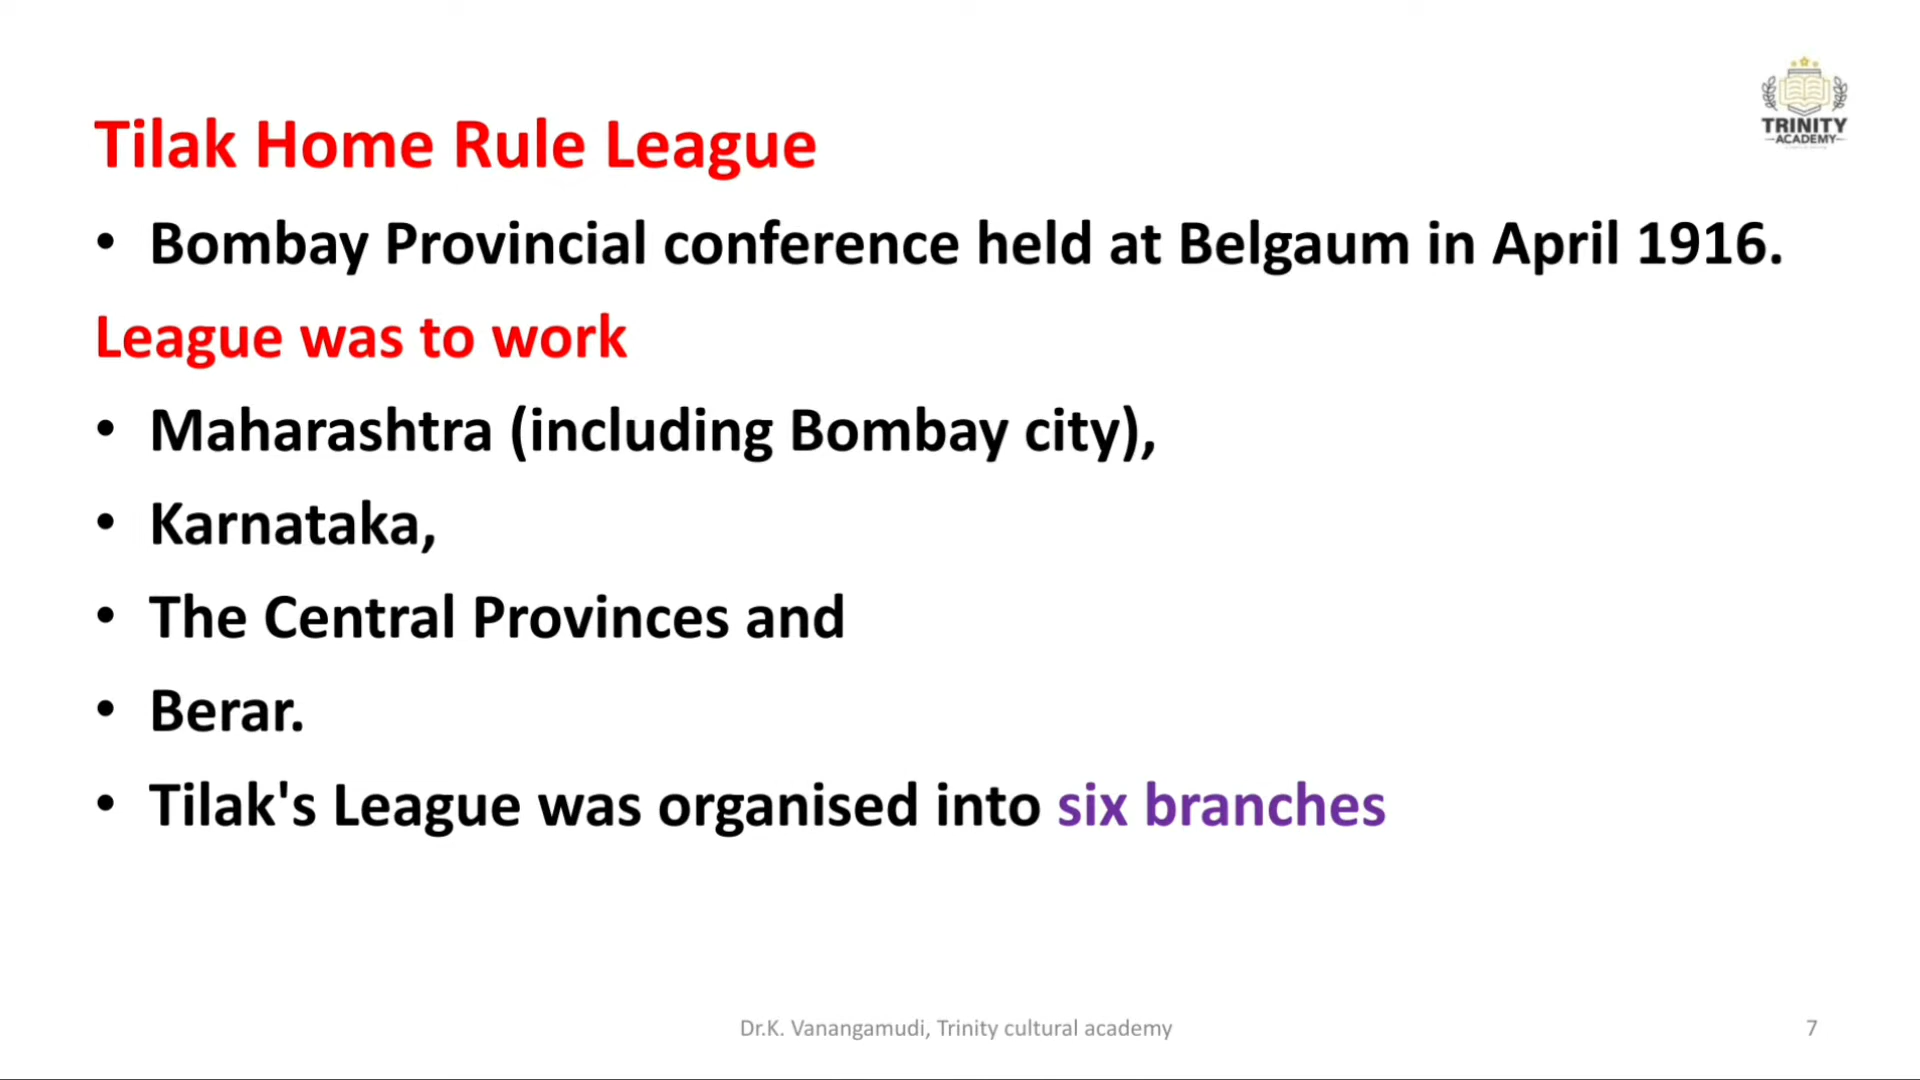 TRINITY
ACADEMY
Tilak Home Rule League
• Bombay Provincial conference held at Belgaum in April 1916.
League was to work
• Maharashtra (including Bombay city),
• Karnataka,
• The Central Provinces and
• Berar.
• Tilak's League was organised into six branches
Dr.K. Vanangamudi, Trinity cultural academy
7